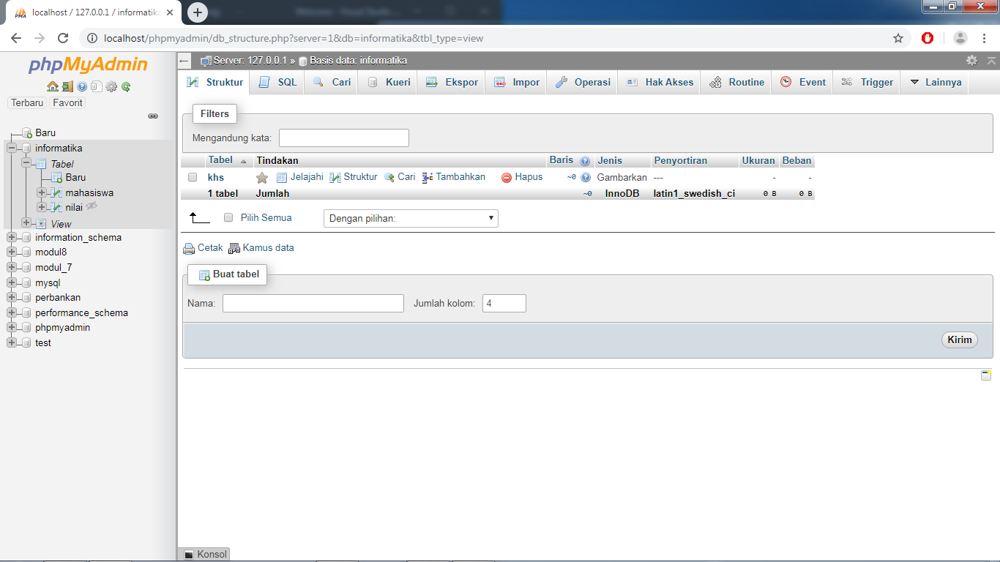 localhost / 127.0.0.1 / informatika
localhost/phpmyadmin/db_structure.php?server=1&db=informatika&tbl_type=view
phpMyAdmin
Terbaru Favorit
Baru
informatika
Tabel
Baru
mahasiswa
nilai
View
information_schema
modul8
modul_7
mysql
perbankan
performance_schema
phpmyadmin
test
Server: 127.0.0.1 » Basis data: informatika
Struktur SQL Cari Kueri Ekspor Impor Operasi Hak Akses Routine Event Trigger Lainnya
Filters
Mengandung kata:
Tabel Tindakan Baris Jenis Penyortiran Ukuran Beban
khs Jelajahi Struktur Cari Tambahkan Hapus ~0 Gambarkan --- - -
1 tabel Jumlah ~0 InnoDB latin1_swedish_ci 0 B 0 B
Pilih Semua Dengan pilihan:
Cetak Kamus data
Buat tabel
Nama: Jumlah kolom: 4
Kirim
Konsol